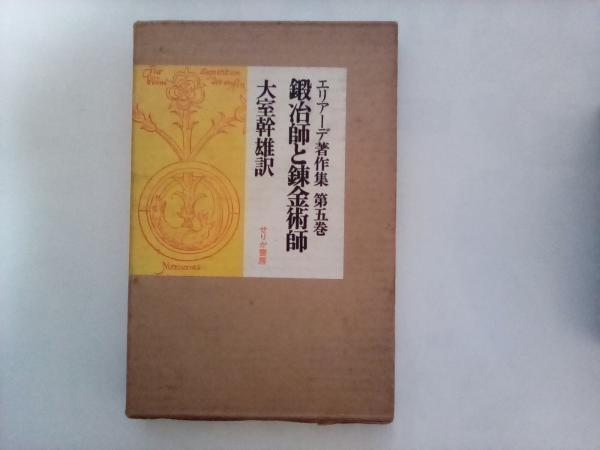 エリアーデ著作集 第五巻
鍛冶師と錬金術師
大室幹雄訳
せりか書房